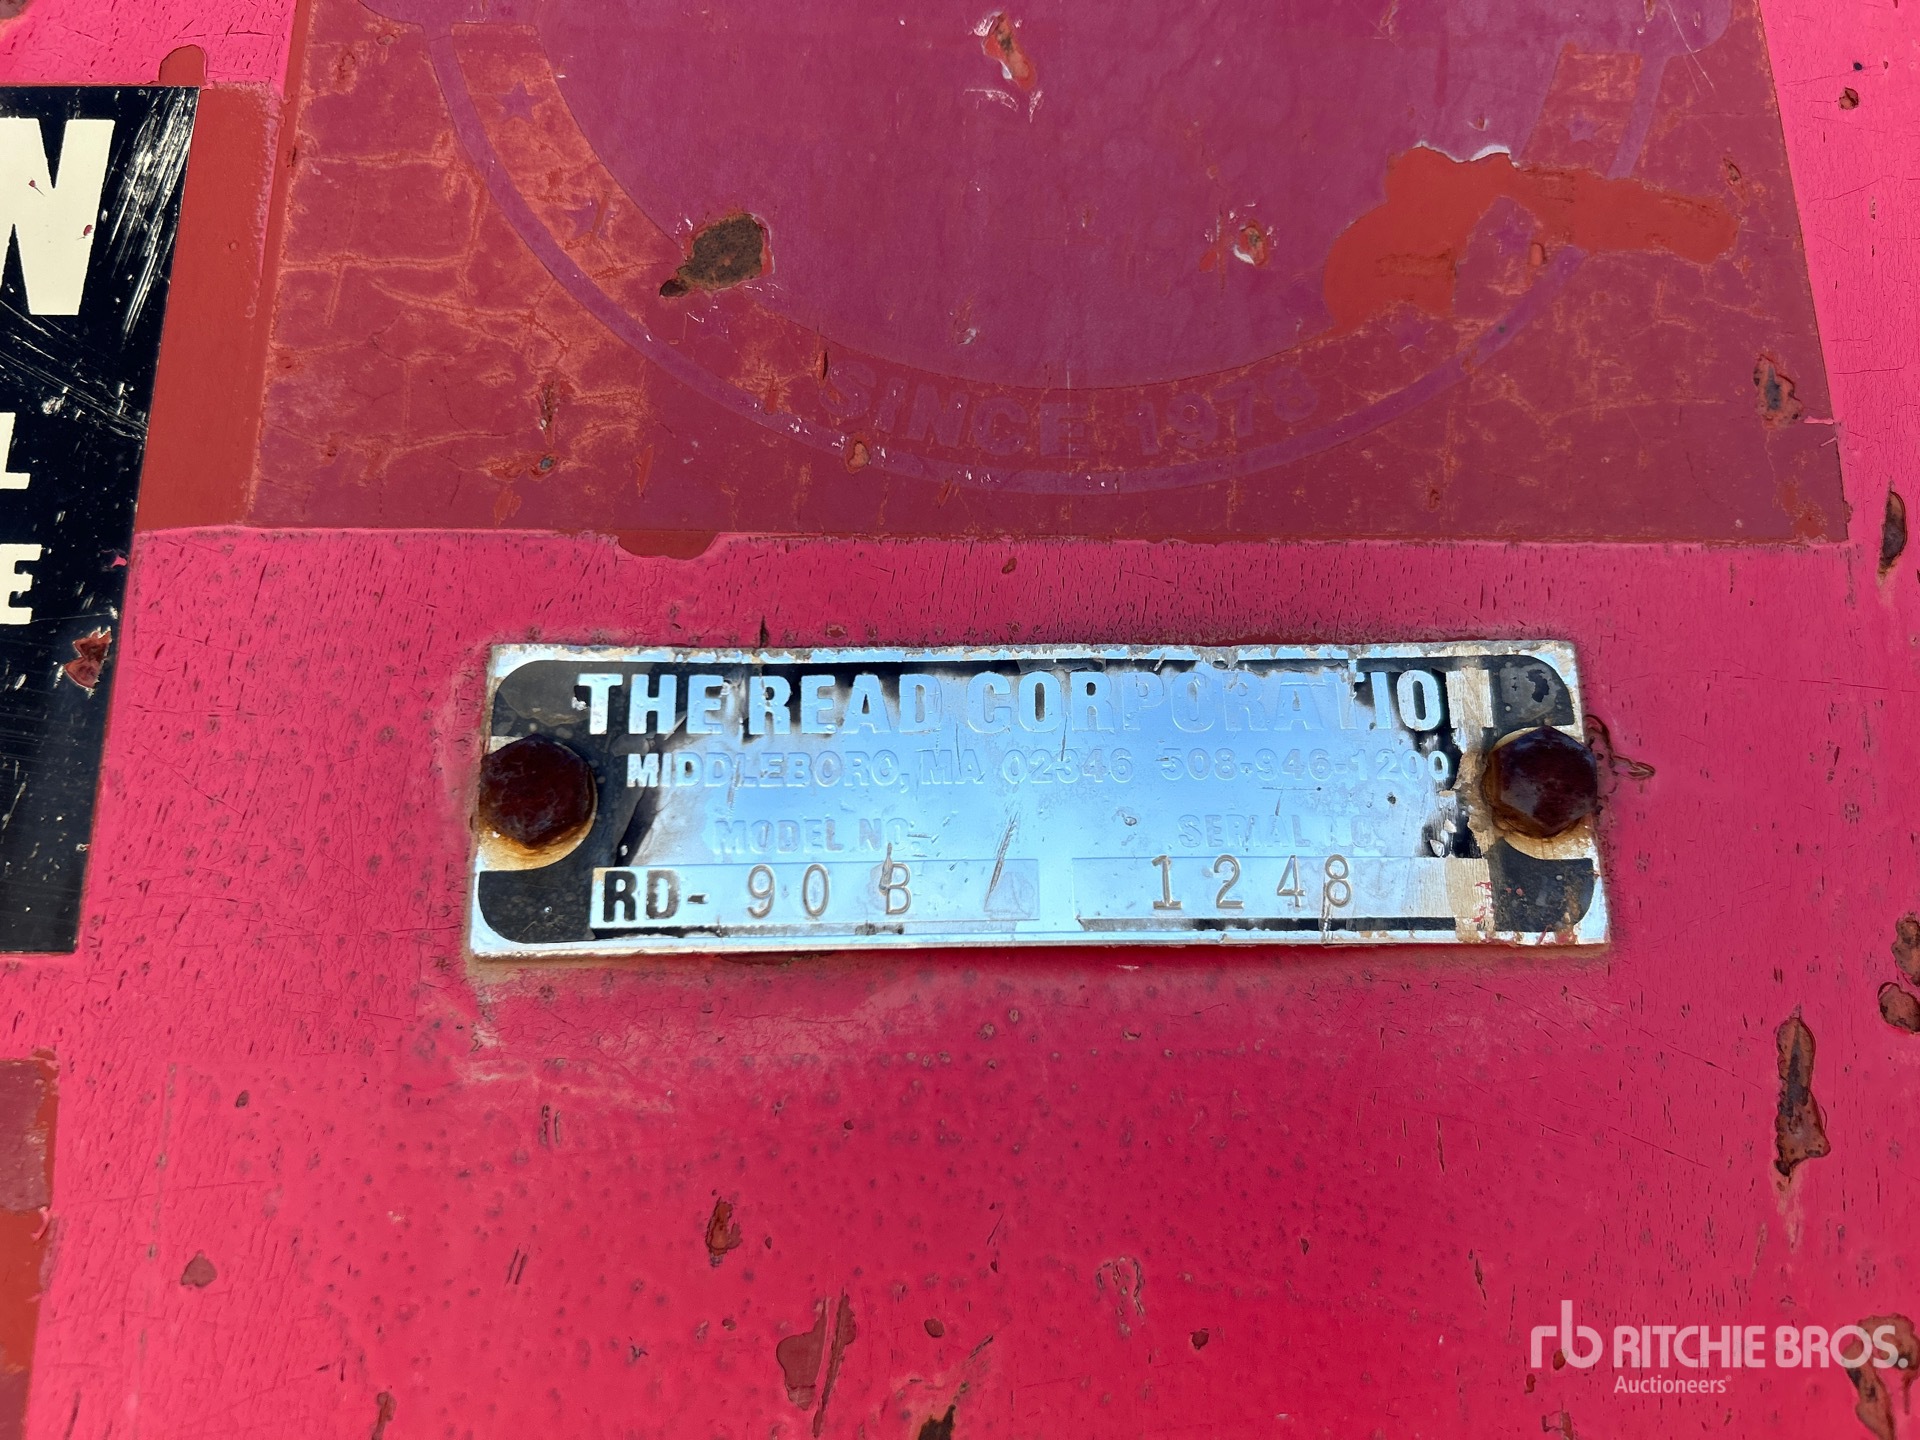 N
L
E
SINCE 1978
THE READ CORPORATION
MIDDLEBORO, MA 02346 508-946-1200
MODEL NO. SERIAL NO.
RD- 90 B 1248
rb RITCHIE BROS.
Auctioneers